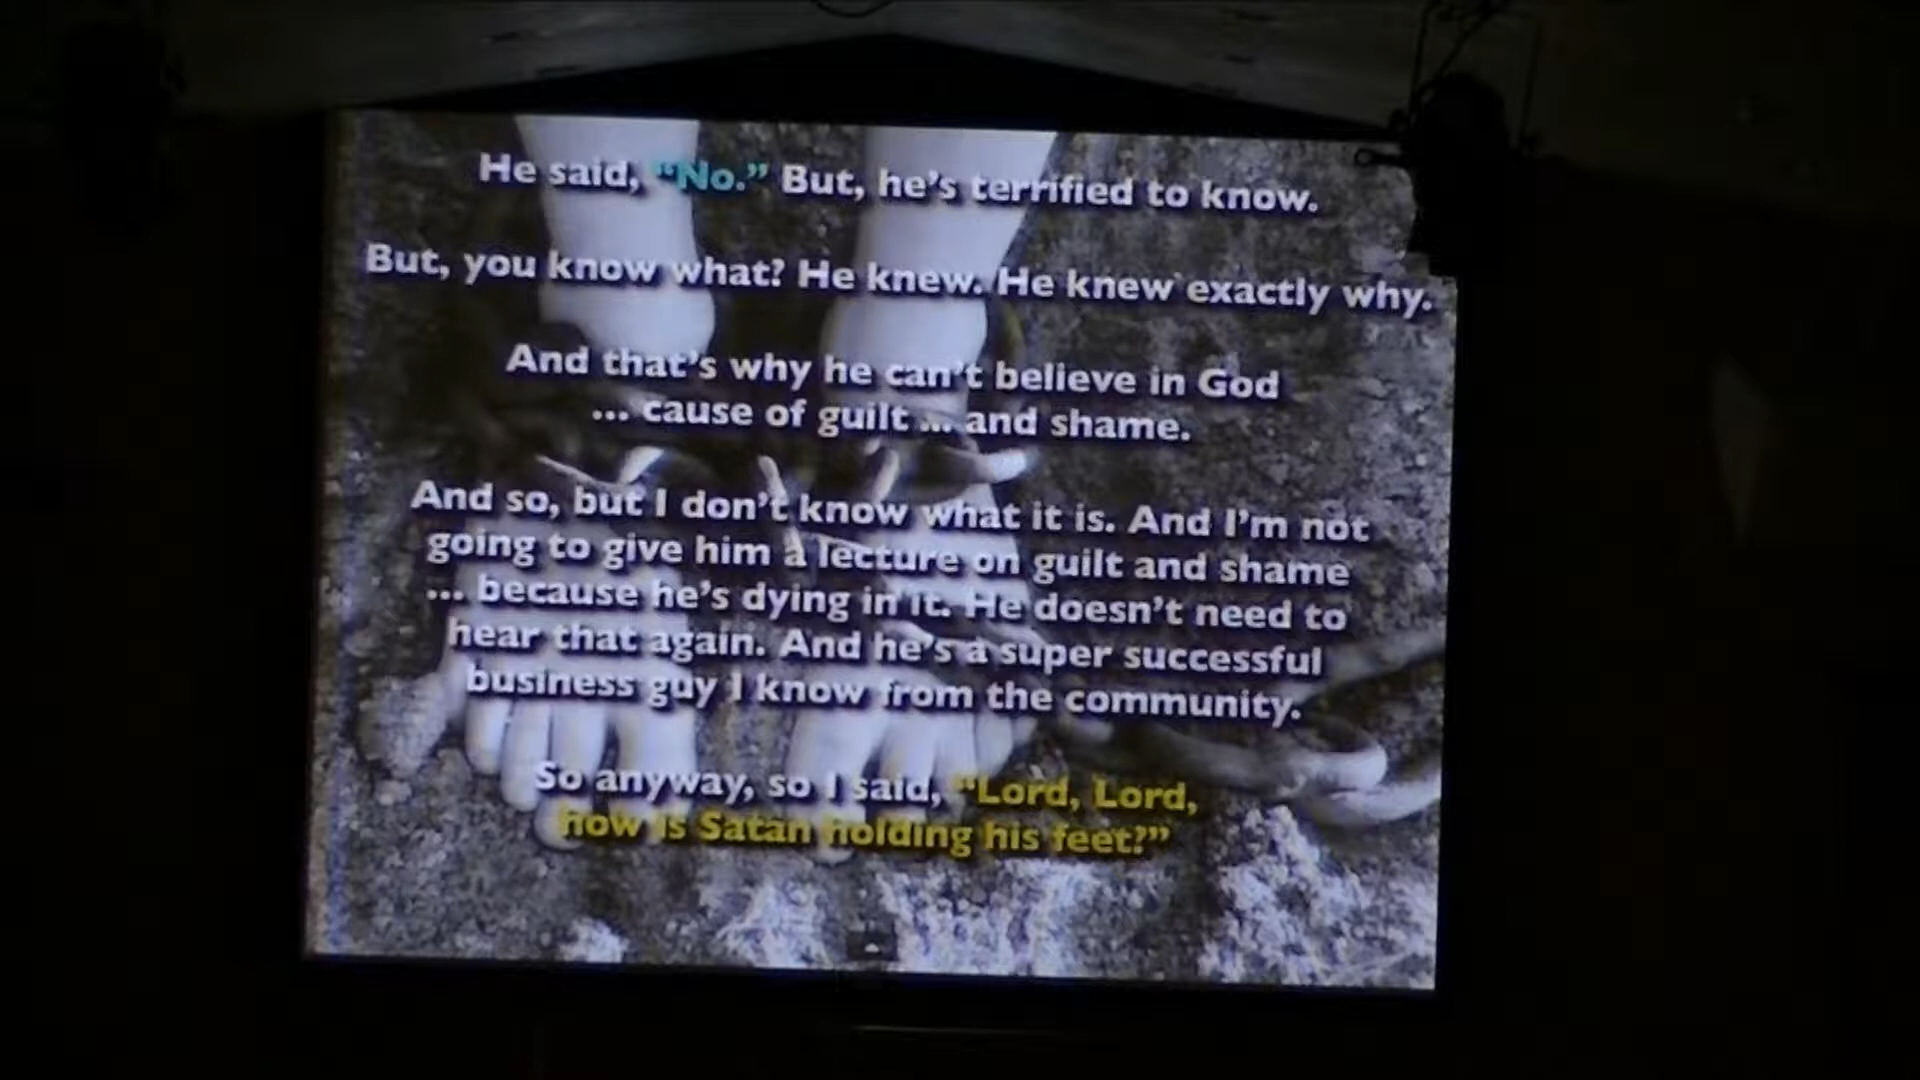 He said, “No.” But, he’s terrified to know.
But, you know what? He knew. He knew exactly why.
And that’s why he can’t believe in God
... cause of guilt ... and shame.
And so, but I don’t know what it is. And I’m not
going to give him a lecture on guilt and shame
... because he’s dying in it. He doesn’t need to
hear that again. And he’s a super successful
business guy I know from the community.
So anyway, so I said, “Lord, Lord,
how is Satan holding his feet?”